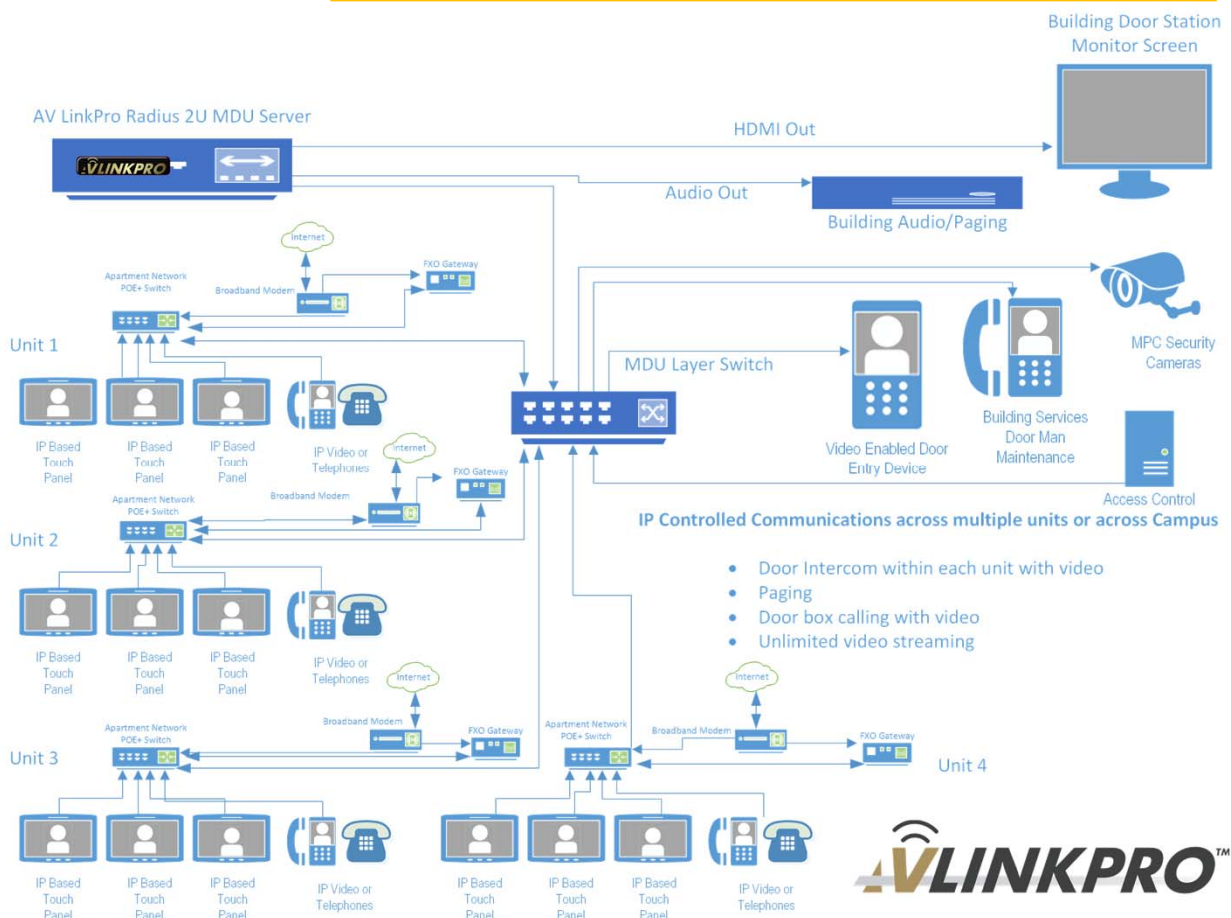 Building Door Station
Monitor Screen
AV LinkPro Radius 2U MDU Server
HDMI Out
AVLINKPRO
Audio Out
Building Audio/Paging
Internet
FXO Gateway
Apartment Network
POE+ Switch
Broadband Modem
Unit 1
MDU Layer Switch
MPC Security
Cameras
IP Based
Touch
Panel
IP Based
Touch
Panel
IP Based
Touch
Panel
IP Video or
Telephones
Video Enabled Door
Entry Device
Building Services
Door Man
Maintenance
Access Control
Internet
FXO Gateway
Broadband Modem
Apartment Network
POE+ Switch
Unit 2
IP Based
Touch
Panel
IP Based
Touch
Panel
IP Based
Touch
Panel
IP Video or
Telephones
IP Controlled Communications across multiple units or across Campus
• Door Intercom within each unit with video
• Paging
• Door box calling with video
• Unlimited video streaming
Internet
Broadband Modem
FXO Gateway
Apartment Network
POE+ Switch
Unit 3
IP Based
Touch
Panel
IP Based
Touch
Panel
IP Based
Touch
Panel
IP Video or
Telephones
Internet
Apartment Network
POE+ Switch
Broadband Modem
FXO Gateway
Unit 4
IP Based
Touch
Panel
IP Based
Touch
Panel
IP Based
Touch
Panel
IP Video or
Telephones
AVLINKPRO™